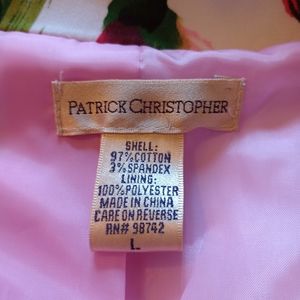 PATRICK CHRISTOPHER
SHELL:
97% COTTON
3% SPANDEX
LINING:
100% POLYESTER
MADE IN CHINA
CARE ON REVERSE
RN# 98742
L